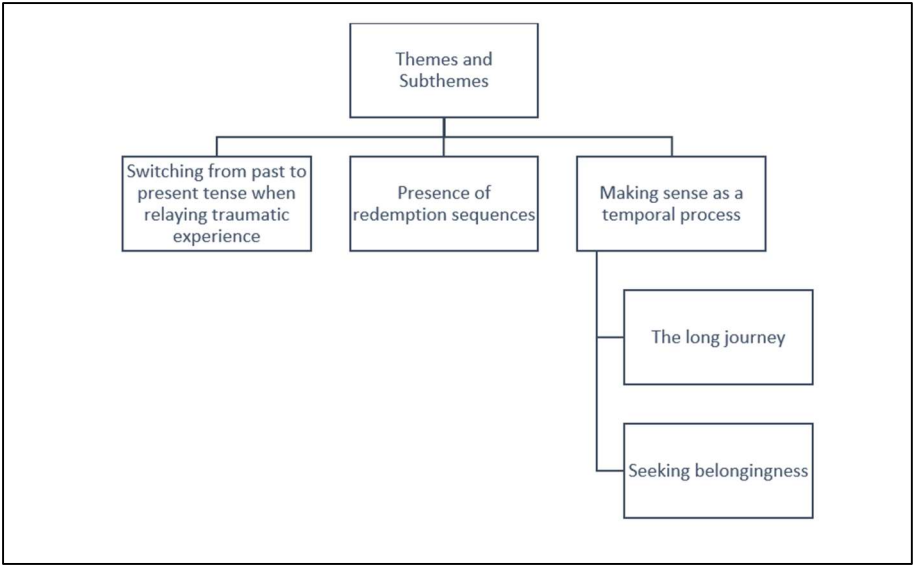 Themes and
Subthemes
Switching from past to
present tense when
relaying traumatic
experience
Presence of
redemption sequences
Making sense as a
temporal process
The long journey
Seeking belongingness